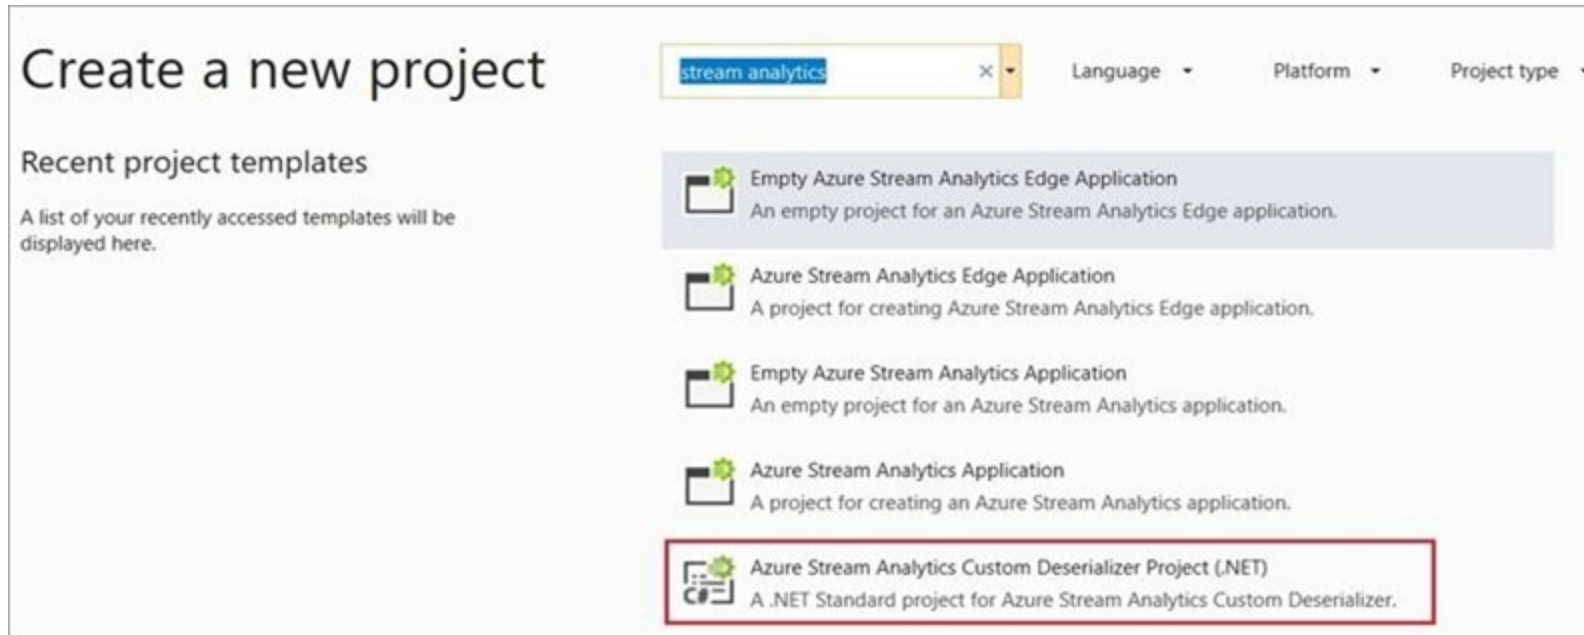 Create a new project
stream analytics
Language
Platform
Project type
Recent project templates
A list of your recently accessed templates will be
displayed here.
Empty Azure Stream Analytics Edge Application
An empty project for an Azure Stream Analytics Edge application.
Azure Stream Analytics Edge Application
A project for creating Azure Stream Analytics Edge application.
Empty Azure Stream Analytics Application
An empty project for an Azure Stream Analytics application.
Azure Stream Analytics Application
A project for creating an Azure Stream Analytics application.
C#
Azure Stream Analytics Custom Deserializer Project (.NET)
A .NET Standard project for Azure Stream Analytics Custom Deserializer.